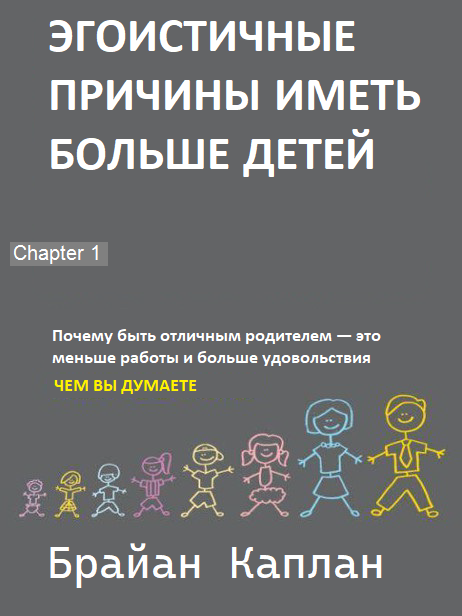 ЭГОИСТИЧНЫЕ
ПРИЧИНЫ ИМЕТЬ
БОЛЬШЕ ДЕТЕЙ
Chapter 1
Почему быть отличным родителем — это
меньше работы и больше удовольствия
ЧЕМ ВЫ ДУМАЕТЕ
Брайан Каплан